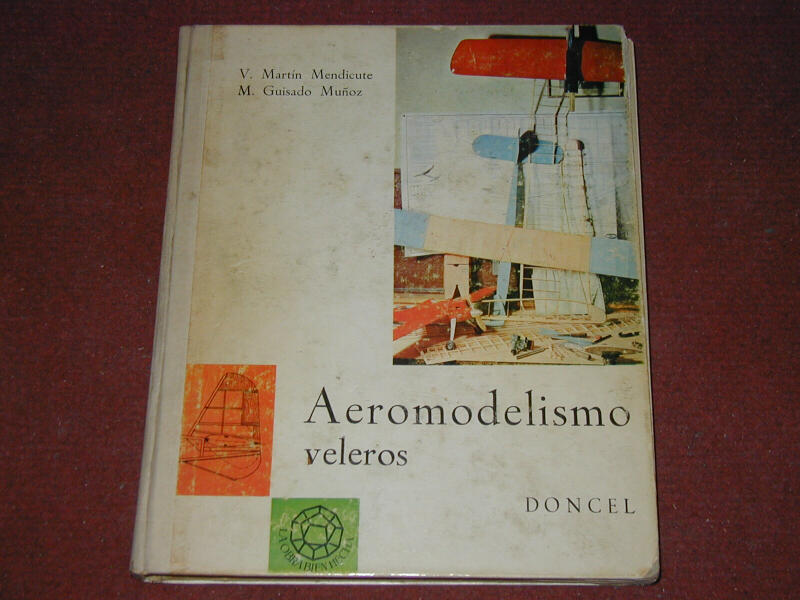 V. Martín Mendicute
M. Guisado Muñoz
Aeromodelismo
veleros
DONCEL
LA OBRA BIEN HECHA